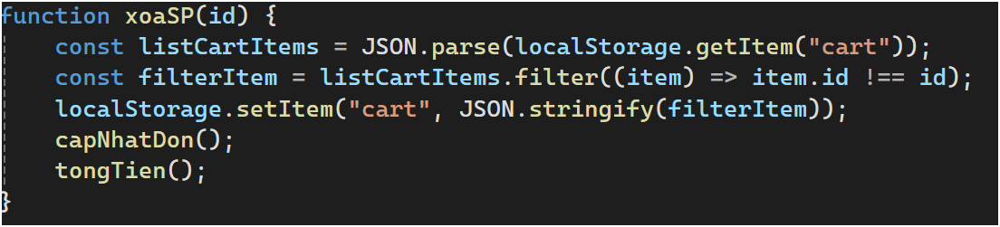 function xoaSP(id) {
    const listCartItems = JSON.parse(localStorage.getItem("cart"));
    const filterItem = listCartItems.filter((item) => item.id !== id);
    localStorage.setItem("cart", JSON.stringify(filterItem));
    capNhatDon();
    tongTien();
}